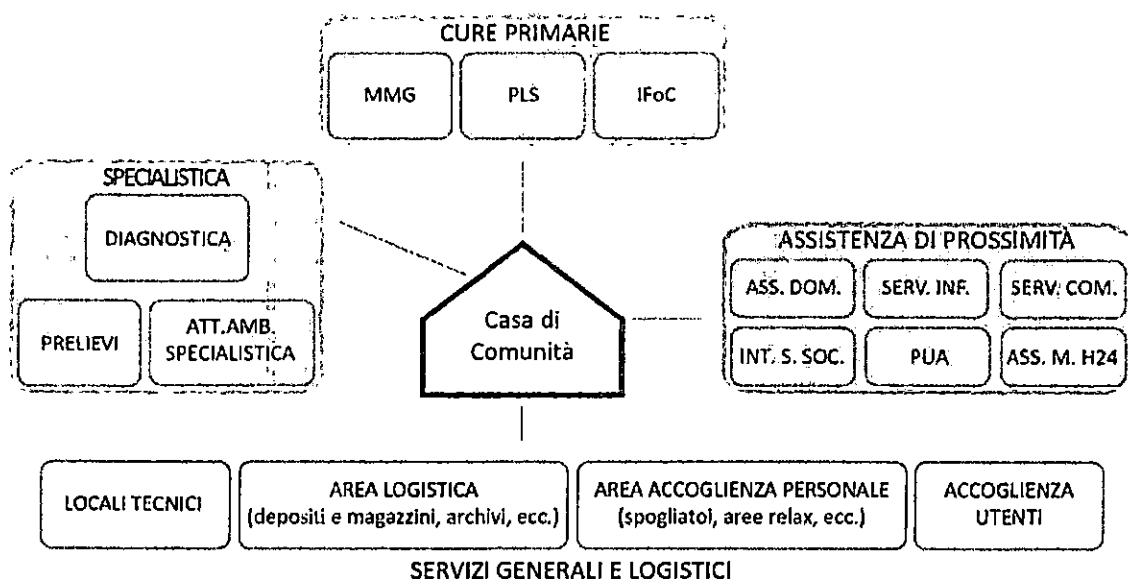 CURE PRIMARIE
MMG
PLS
IFoC
SPECIALISTICA
DIAGNOSTICA
PRELIEVI
ATT.AMB.
SPECIALISTICA
Casa di
Comunità
ASSISTENZA DI PROSSIMITÀ
ASS. DOM.
SERV. INF.
SERV. COM.
INT. S. SOC.
PUA
ASS. M. H24
LOCALI TECNICI
AREA LOGISTICA
(depositi e magazzini, archivi, ecc.)
AREA ACCOGLIENZA PERSONALE
(spogliatoi, aree relax, ecc.)
ACCOGLIENZA
UTENTI
SERVIZI GENERALI E LOGISTICI